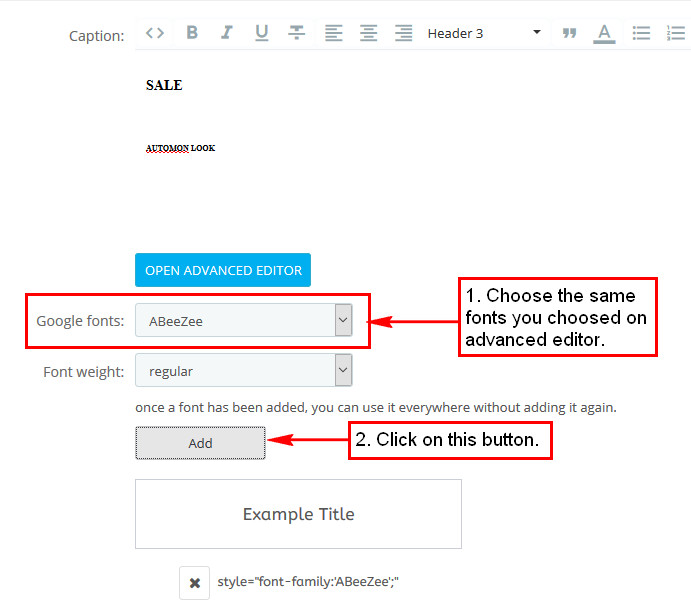 Caption:
<> B I U T Header 3 ❞ A
SALE
AUTOMON LOOK
OPEN ADVANCED EDITOR
Google fonts: ABeeZee
1. Choose the same
fonts you choosed on
advanced editor.
Font weight: regular
once a font has been added, you can use it everywhere without adding it again.
Add
2. Click on this button.
Example Title
style="font-family:'ABeeZee';"